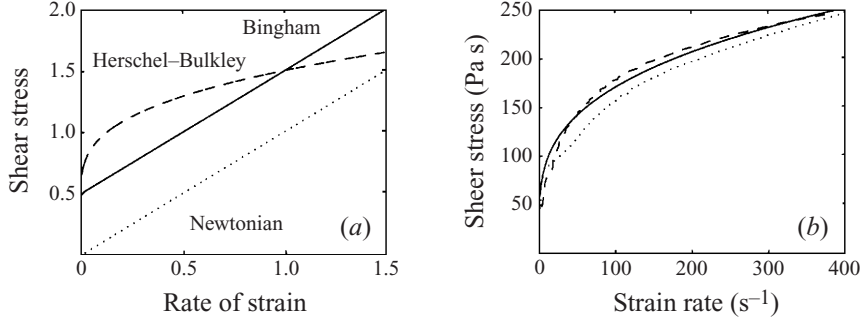 2.0
1.5
1.0
0.5
0
0.5
1.0
1.5
Shear stress
Rate of strain
Bingham
Herschel–Bulkley
Newtonian
(a)
250
200
150
100
50
0
100
200
300
400
Sheer stress (Pa s)
Strain rate (s–1)
(b)